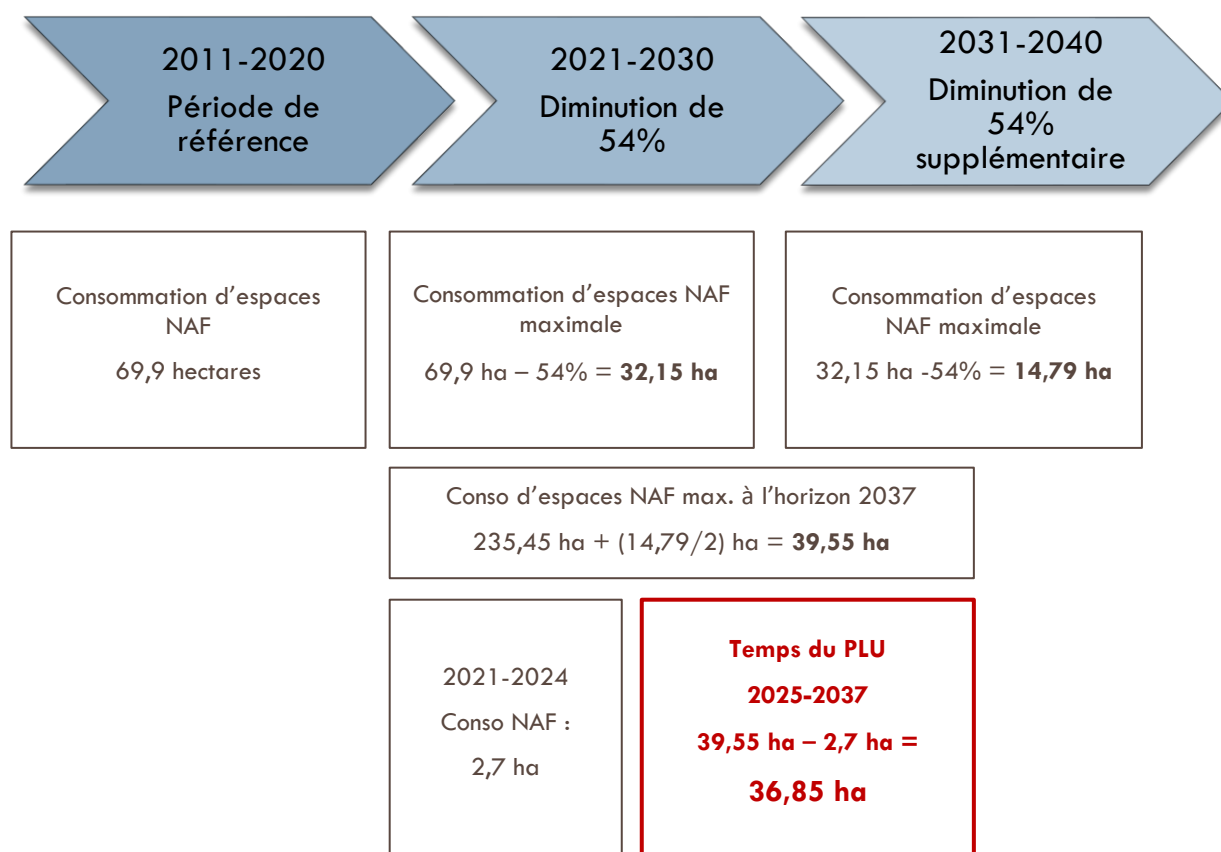 2011-2020
Période de
référence
2021-2030
Diminution de
54%
2031-2040
Diminution de
54%
supplémentaire
Consommation d’espaces
NAF
69,9 hectares
Consommation d’espaces NAF
maximale
69,9 ha – 54% = 32,15 ha
Consommation d’espaces
NAF maximale
32,15 ha -54% = 14,79 ha
Conso d’espaces NAF max. à l’horizon 2037
235,45 ha + (14,79/2) ha = 39,55 ha
2021-2024
Conso NAF :
2,7 ha
Temps du PLU
2025-2037
39,55 ha – 2,7 ha =
36,85 ha